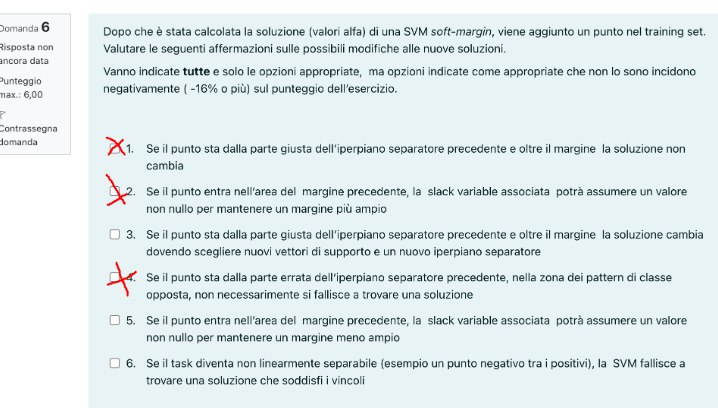 Domanda 6
Risposta non
ancora data
Punteggio
max.: 6,00
Contrassegna
domanda
Dopo che è stata calcolata la soluzione (valori alfa) di una SVM soft-margin, viene aggiunto un punto nel training set.
Valutare le seguenti affermazioni sulle possibili modifiche alle nuove soluzioni.
Vanno indicate tutte e solo le opzioni appropriate, ma opzioni indicate come appropriate che non lo sono incidono
negativamente ( -16% o più) sul punteggio dell'esercizio.
1. Se il punto sta dalla parte giusta dell'iperpiano separatore precedente e oltre il margine la soluzione non
cambia
2. Se il punto entra nell'area del margine precedente, la slack variable associata potrà assumere un valore
non nullo per mantenere un margine più ampio
3. Se il punto sta dalla parte giusta dell'iperpiano separatore precedente e oltre il margine la soluzione cambia
dovendo scegliere nuovi vettori di supporto e un nuovo iperpiano separatore
4. Se il punto sta dalla parte errata dell'iperpiano separatore precedente, nella zona dei pattern di classe
opposta, non necessarimente si fallisce a trovare una soluzione
5. Se il punto entra nell'area del margine precedente, la slack variable associata potrà assumere un valore
non nullo per mantenere un margine meno ampio
6. Se il task diventa non linearmente separabile (esempio un punto negativo tra i positivi), la SVM fallisce a
trovare una soluzione che soddisfi i vincoli